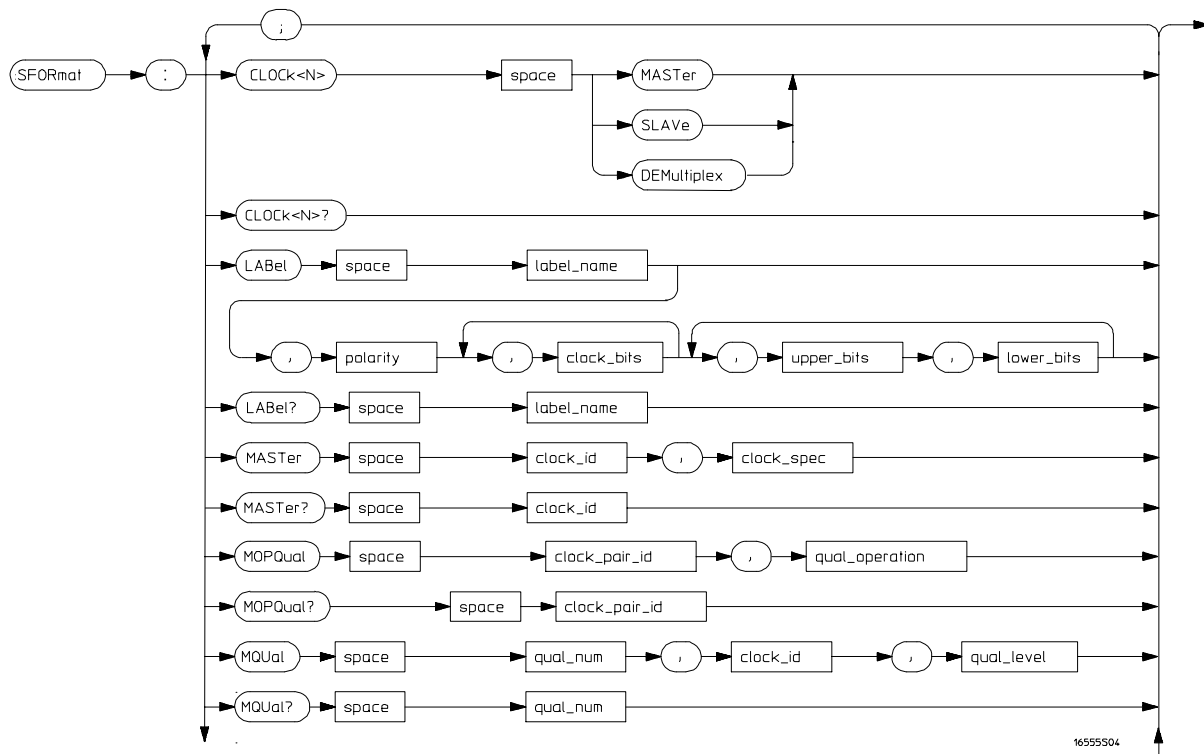 ;
:SFORmat : CLOCk<N> space MASTer
SLAVe
DEMultiplex
CLOCk<N>?
LABel space label_name
, polarity , clock_bits , upper_bits , lower_bits
LABel? space label_name
MASTer space clock_id , clock_spec
MASTer? space clock_id
MOPQual space clock_pair_id , qual_operation
MOPQual? space clock_pair_id
MQUal space qual_num , clock_id , qual_level
MQUal? space qual_num
16555S04